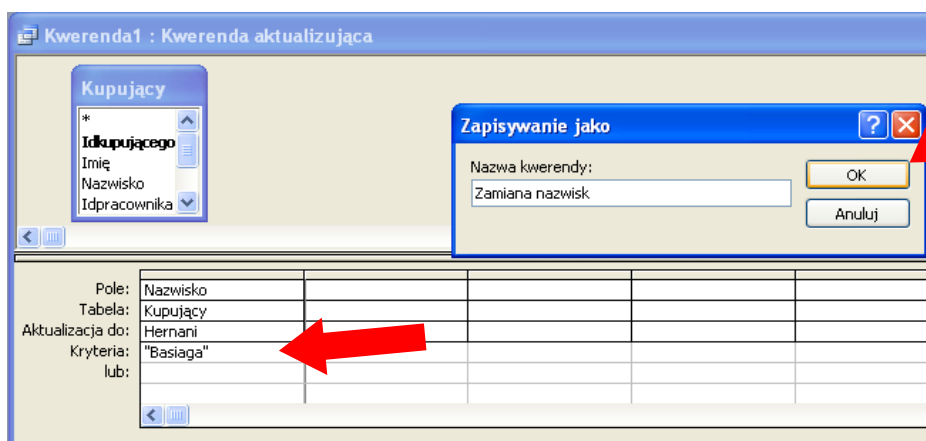 Kwerenda1 : Kwerenda aktualizująca
Kupujący
*
Idkupującego
Imię
Nazwisko
Idpracownika
Zapisywanie jako
Nazwa kwerendy:
Zamiana nazwisk
OK
Anuluj
Pole: Nazwisko
Tabela: Kupujący
Aktualizacja do: Hernani
Kryteria: "Basiaga"
lub: